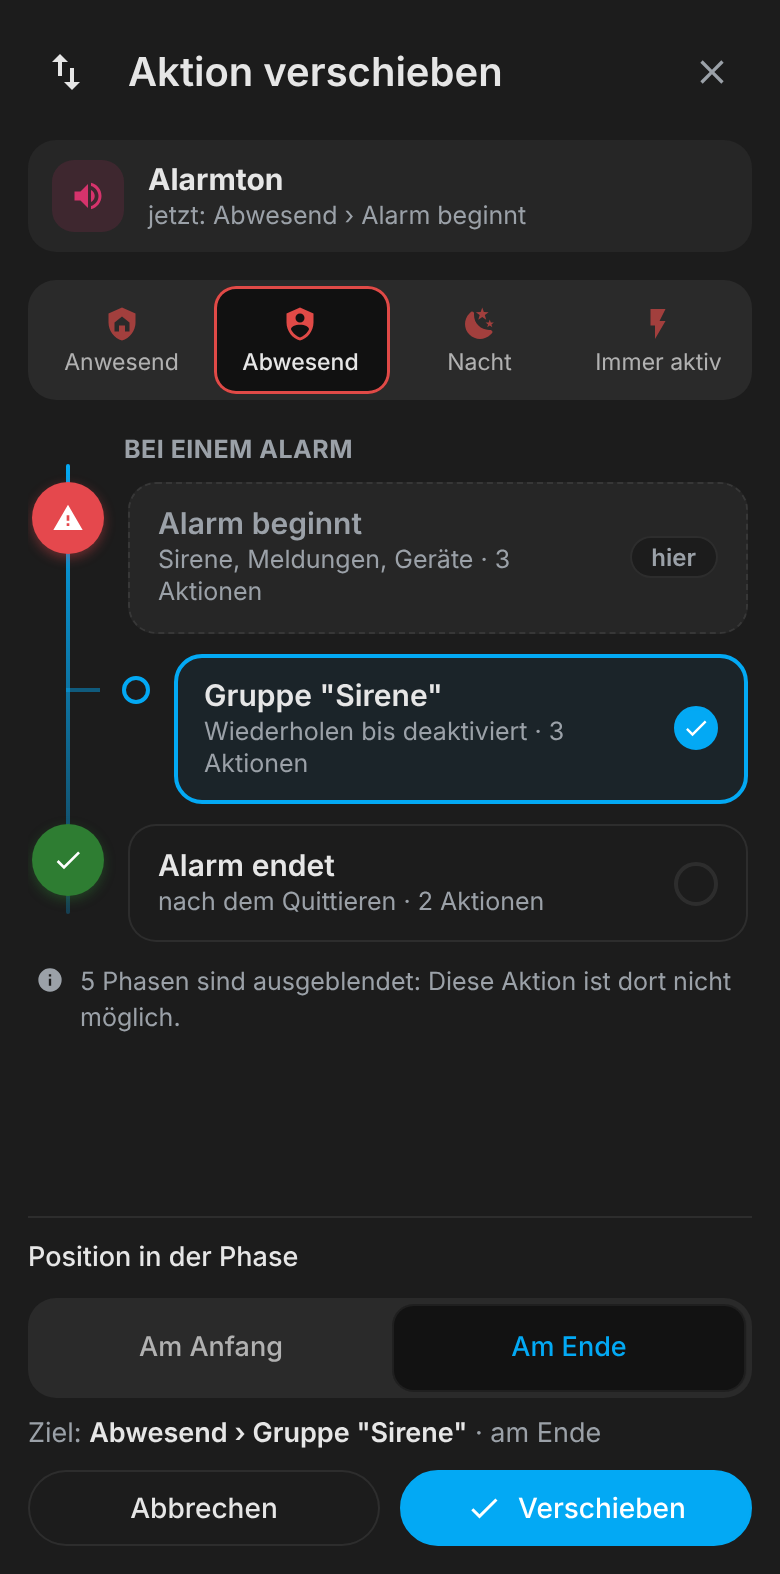 Aktion verschieben
Alarmton
jetzt: Abwesend › Alarm beginnt
Anwesend
Abwesend
Nacht
Immer aktiv
BEI EINEM ALARM
Alarm beginnt
Sirene, Meldungen, Geräte · 3
Aktionen
hier
Gruppe "Sirene"
Wiederholen bis deaktiviert · 3
Aktionen
Alarm endet
nach dem Quittieren · 2 Aktionen
5 Phasen sind ausgeblendet: Diese Aktion ist dort nicht
möglich.
Position in der Phase
Am Anfang
Am Ende
Ziel: Abwesend › Gruppe "Sirene" · am Ende
Abbrechen
Verschieben